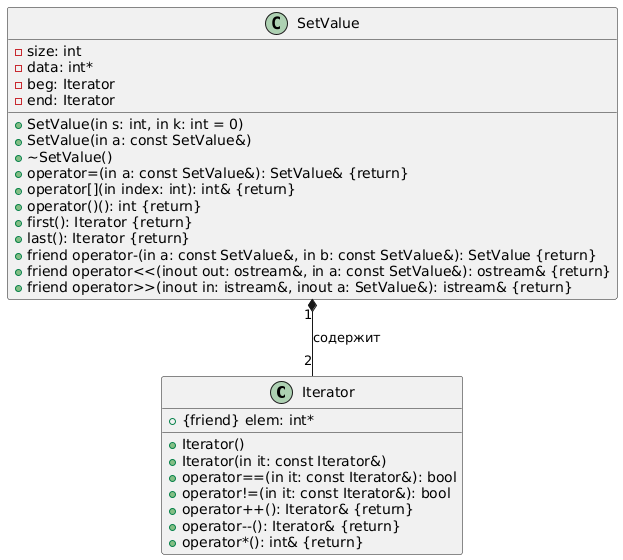 C SetValue
size: int
data: int*
beg: Iterator
end: Iterator
SetValue(in s: int, in k: int = 0)
SetValue(in a: const SetValue&)
~SetValue()
operator=(in a: const SetValue&): SetValue& {return}
operator[](in index: int): int& {return}
operator()(): int {return}
first(): Iterator {return}
last(): Iterator {return}
friend operator-(in a: const SetValue&, in b: const SetValue&): SetValue {return}
friend operator<<(inout out: ostream&, in a: const SetValue&): ostream& {return}
friend operator>>(inout in: istream&, inout a: SetValue&): istream& {return}
1
содержит
2
C Iterator
{friend} elem: int*
Iterator()
Iterator(in it: const Iterator&)
operator==(in it: const Iterator&): bool
operator!=(in it: const Iterator&): bool
operator++(): Iterator& {return}
operator--(): Iterator& {return}
operator*(): int& {return}